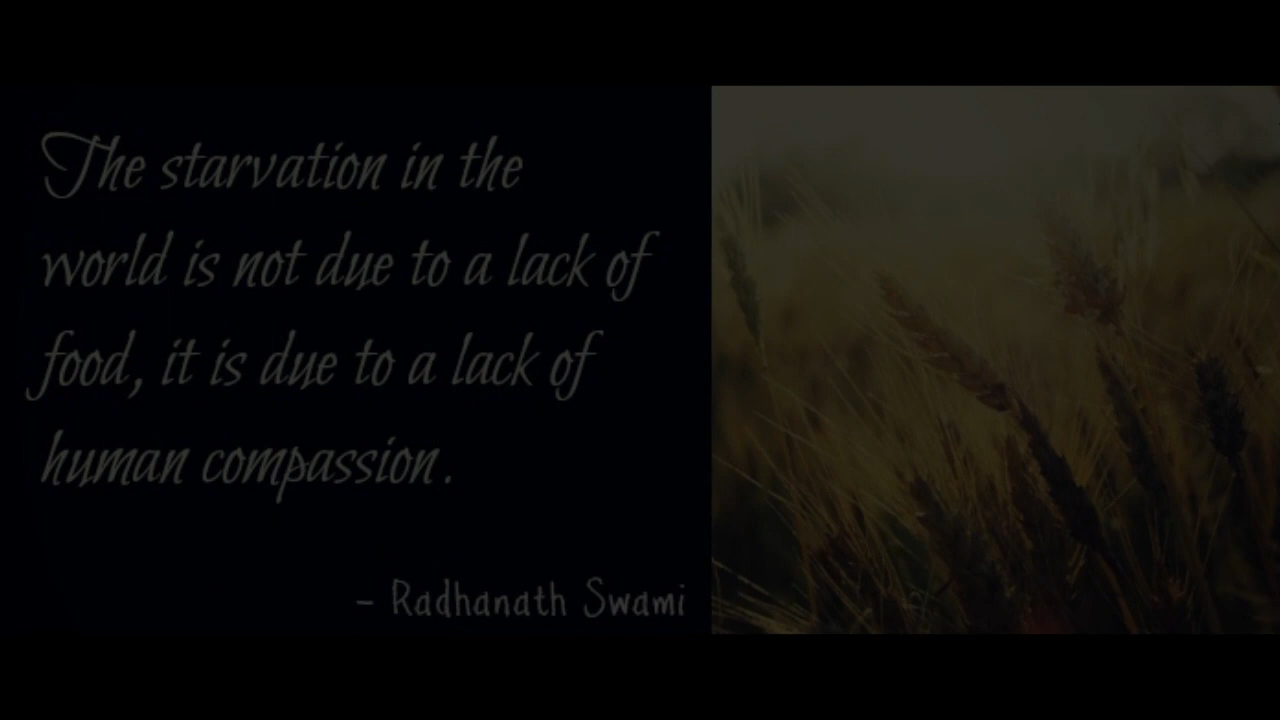 The starvation in the
world is not due to a lack of
food, it is due to a lack of
human compassion.
– Radhanath Swami